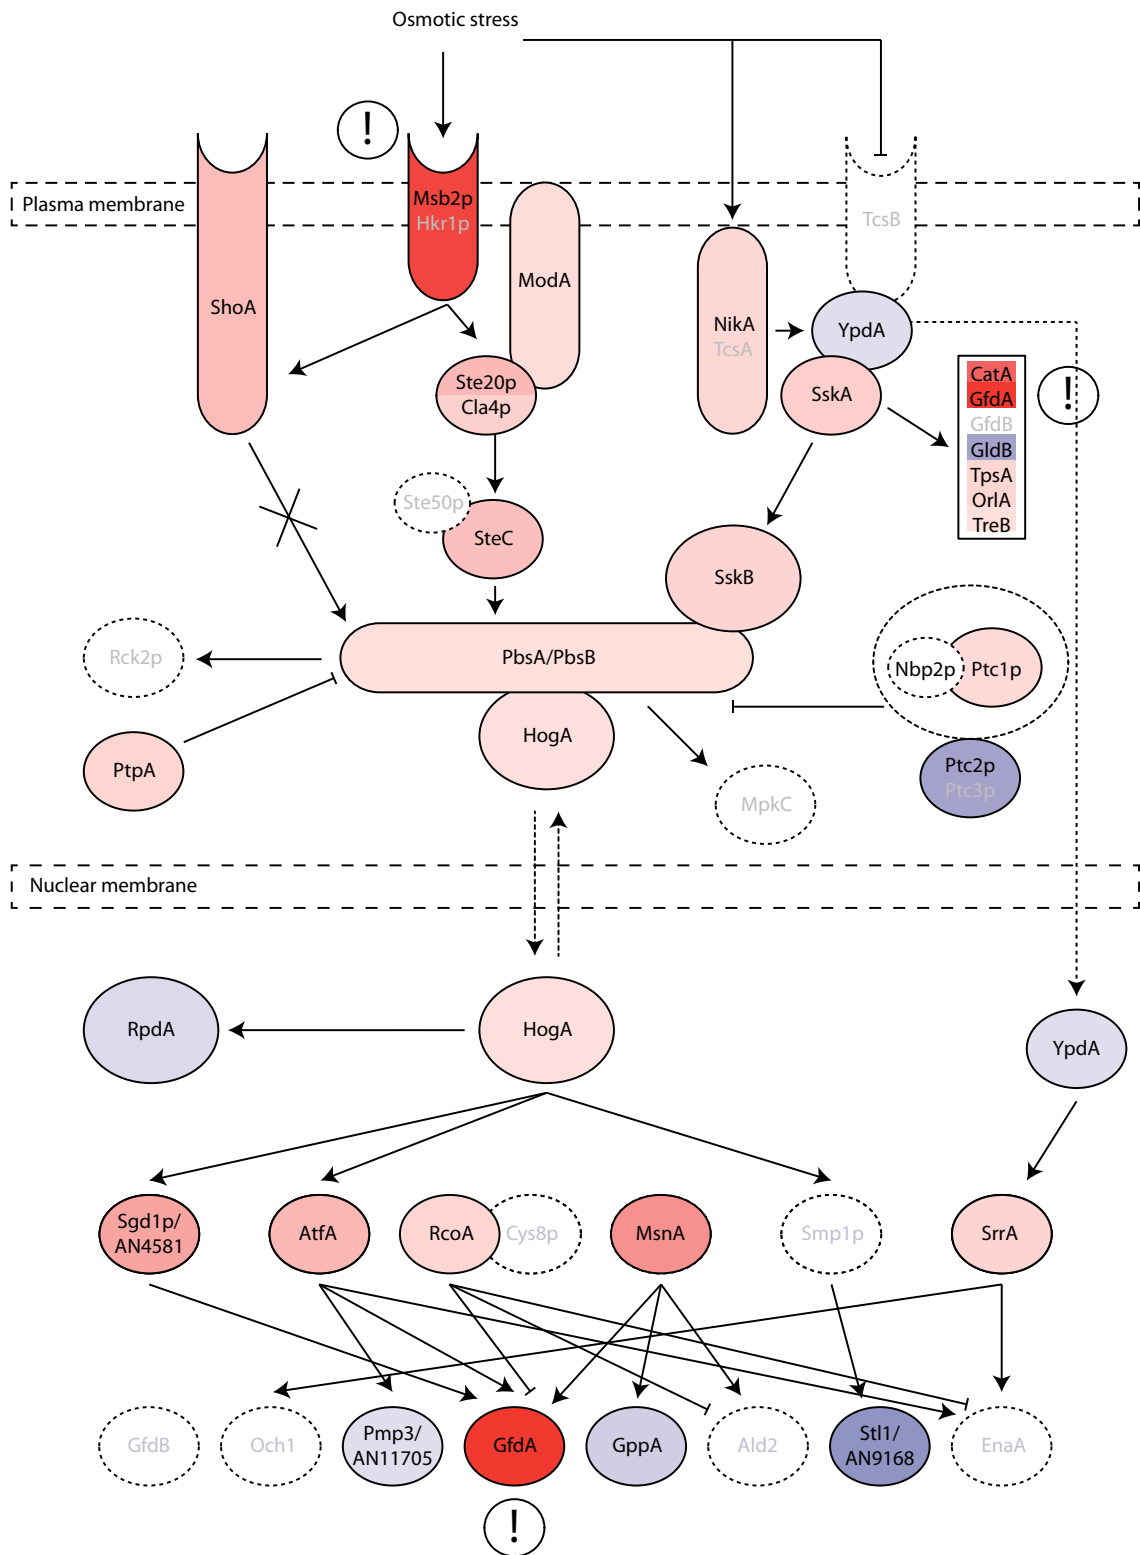 Osmotic stress
!
Plasma membrane
Msb2p
Hkr1p
TcsB
ShoA
ModA
NikA
TcsA
YpdA
Ste20p
Cla4p
SskA
CatA
GfdA
GfdB
GldB
TpsA
OrlA
TreB
!
Ste50p
SteC
SskB
Rck2p
PbsA/PbsB
Nbp2p
Ptc1p
PtpA
HogA
MpkC
Ptc2p
Ptc3p
Nuclear membrane
RpdA
HogA
YpdA
Sgd1p/
AN4581
AtfA
RcoA
Cys8p
MsnA
Smp1p
SrrA
GfdB
Och1
Pmp3/
AN11705
GfdA
GppA
Ald2
Stl1/
AN9168
EnaA
!